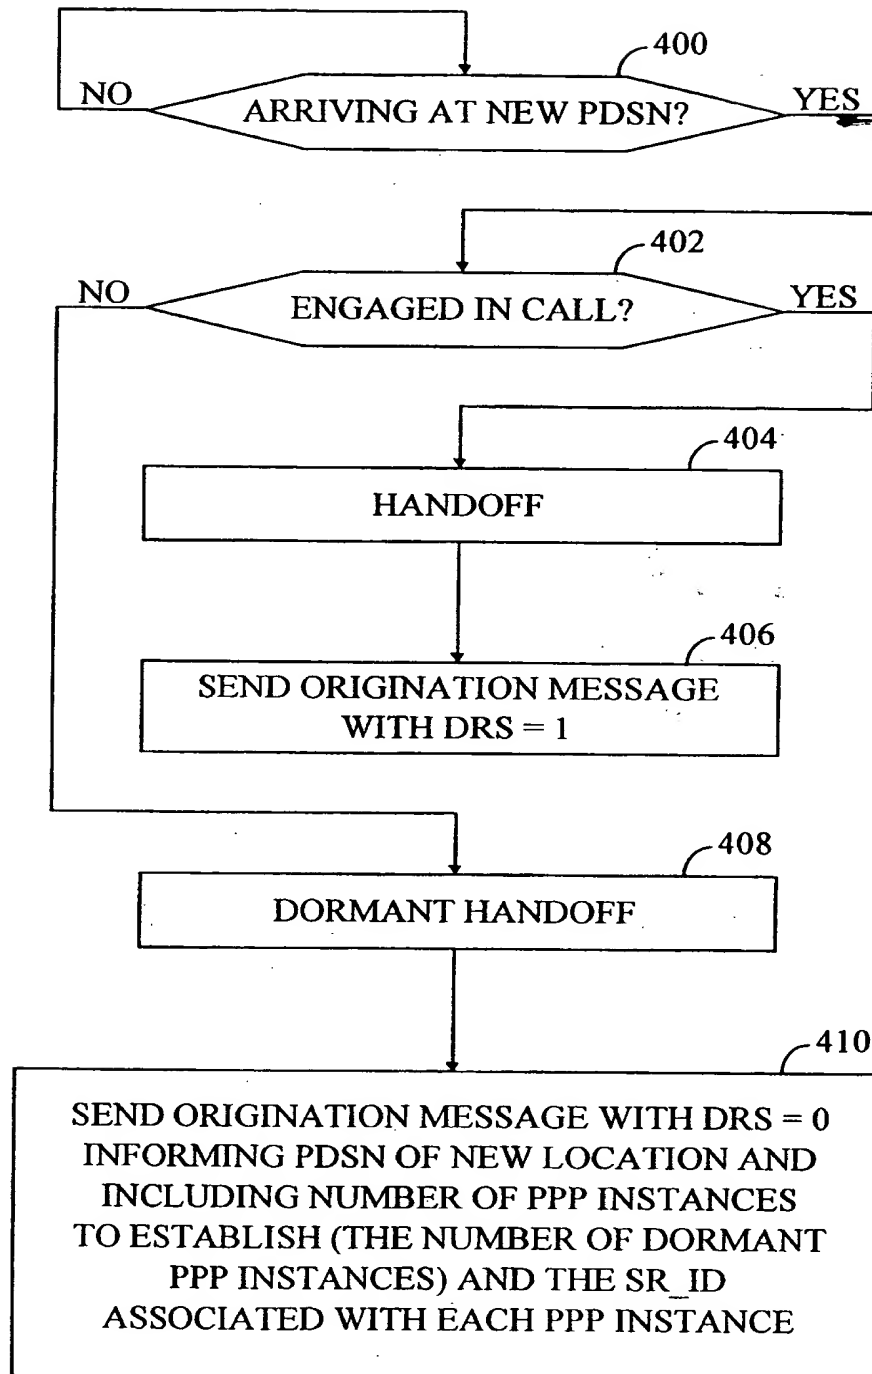 400
NO
ARRIVING AT NEW PDSN?
YES
402
NO
ENGAGED IN CALL?
YES
404
HANDOFF
406
SEND ORIGINATION MESSAGE
WITH DRS = 1
408
DORMANT HANDOFF
410
SEND ORIGINATION MESSAGE WITH DRS = 0
INFORMING PDSN OF NEW LOCATION AND
INCLUDING NUMBER OF PPP INSTANCES
TO ESTABLISH (THE NUMBER OF DORMANT
PPP INSTANCES) AND THE SR_ID
ASSOCIATED WITH EACH PPP INSTANCE